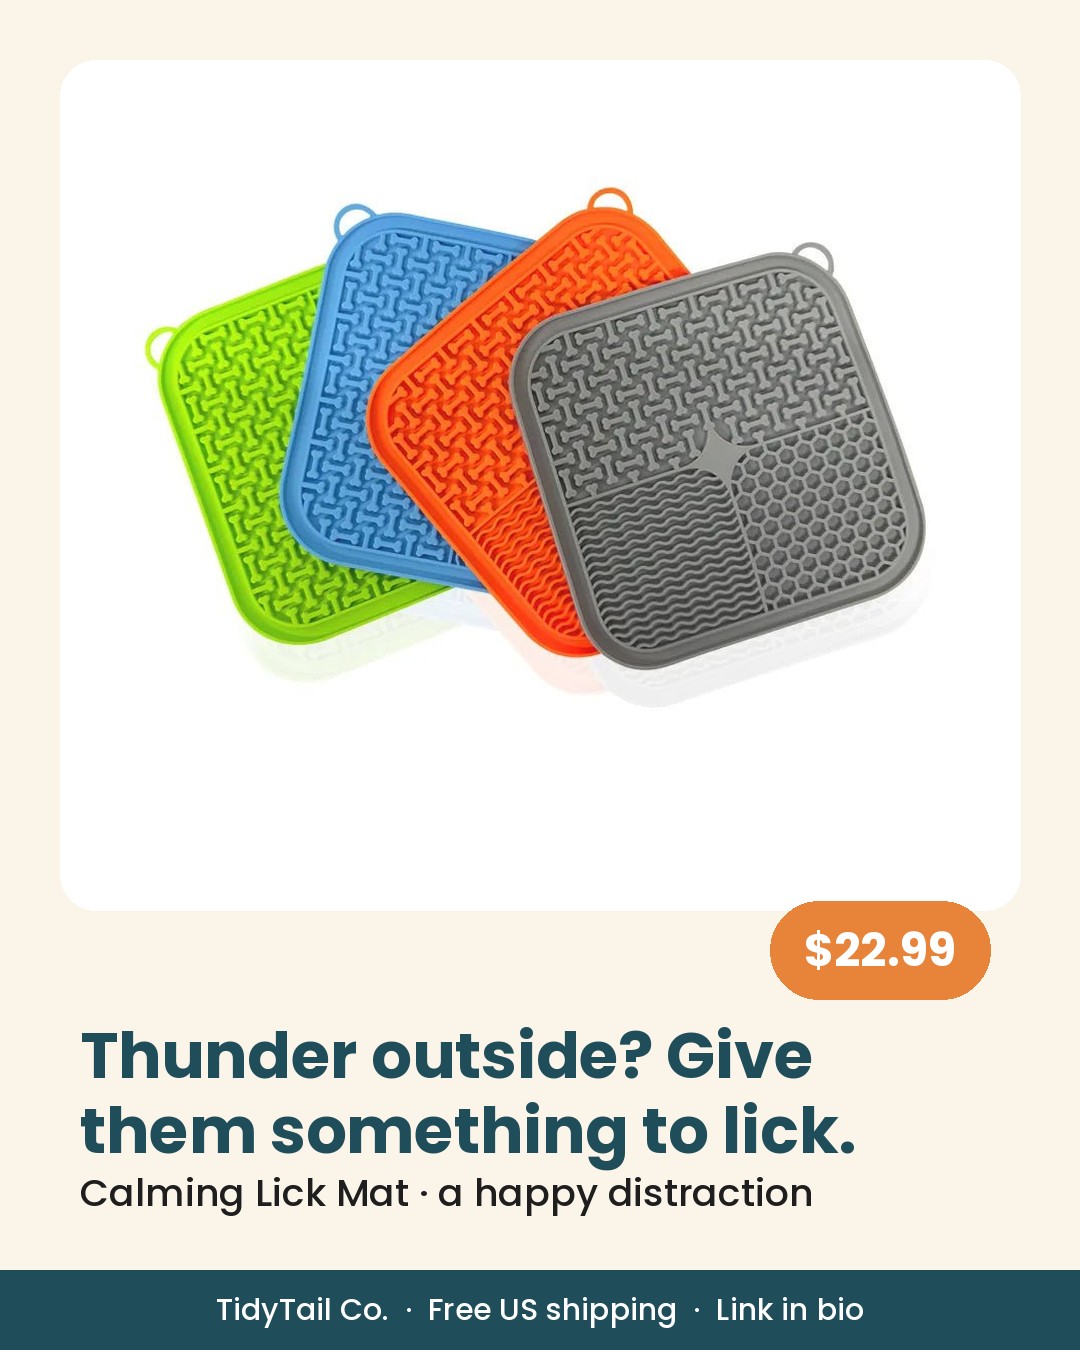 $22.99
Thunder outside? Give
them something to lick.
Calming Lick Mat · a happy distraction
TidyTail Co. · Free US shipping · Link in bio